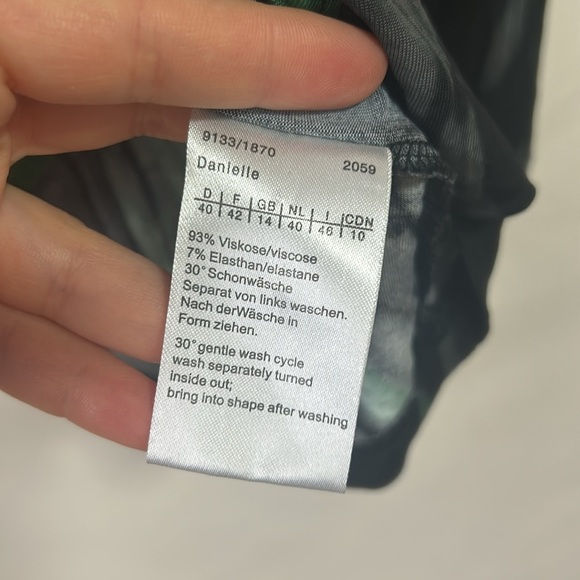 9133/1870
Danielle 2059
D F GB NL I CDN
40 42 14 40 46 10
93% Viskose/viscose
7% Elasthan/elastane
30° Schonwäsche
Separat von links waschen.
Nach derWäsche in
Form ziehen.
30° gentle wash cycle
wash separately turned
inside out;
bring into shape after washing